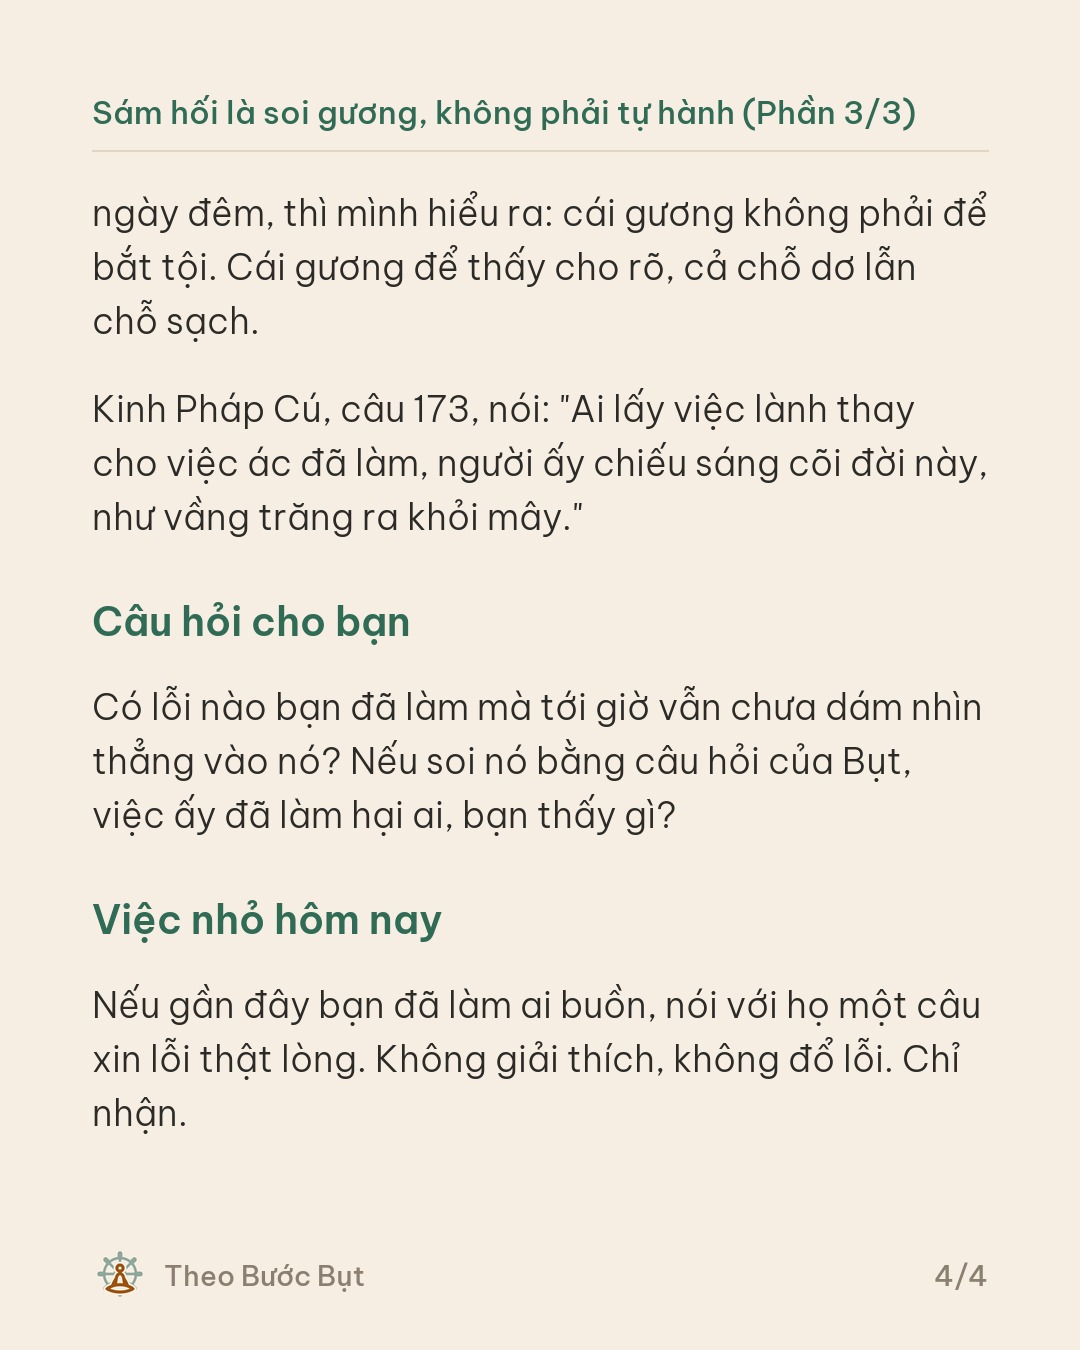 Sám hối là soi gương, không phải tự hành (Phần 3/3)
ngày đêm, thì mình hiểu ra: cái gương không phải để
bắt tội. Cái gương để thấy cho rõ, cả chỗ dơ lẫn
chỗ sạch.
Kinh Pháp Cú, câu 173, nói: "Ai lấy việc lành thay
cho việc ác đã làm, người ấy chiếu sáng cõi đời này,
như vầng trăng ra khỏi mây."
Câu hỏi cho bạn
Có lỗi nào bạn đã làm mà tới giờ vẫn chưa dám nhìn
thẳng vào nó? Nếu soi nó bằng câu hỏi của Bụt,
việc ấy đã làm hại ai, bạn thấy gì?
Việc nhỏ hôm nay
Nếu gần đây bạn đã làm ai buồn, nói với họ một câu
xin lỗi thật lòng. Không giải thích, không đổ lỗi. Chỉ
nhận.
Theo Bước Bụt
4/4